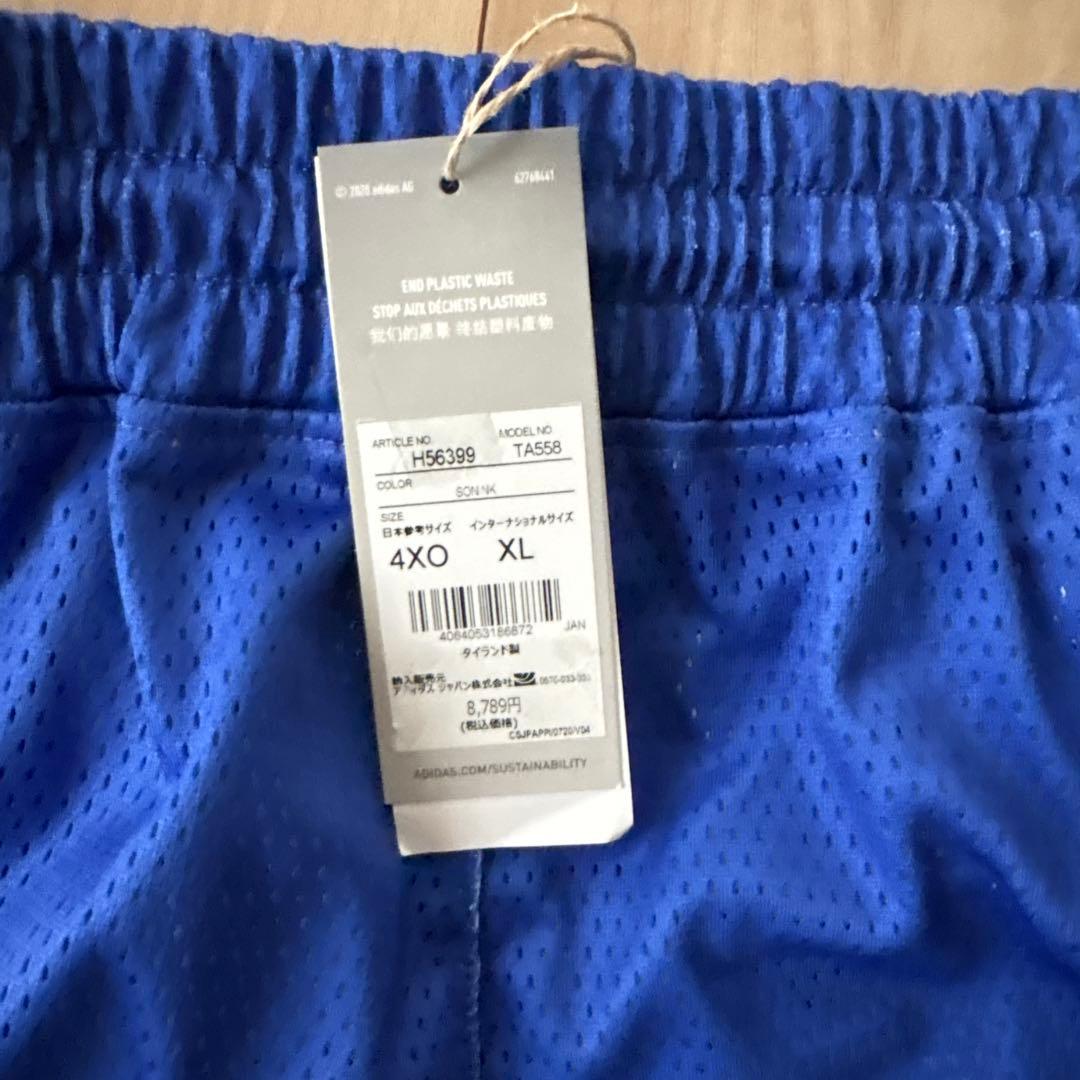 © 2020 adidas AG
62768441
END PLASTIC WASTE
STOP AUX DÉCHETS PLASTIQUES
我们的愿景 终结塑料废物
ARTICLE NO.
MODEL NO.
H56399
TA558
COLOR
SONINK
SIZE
日本参考サイズ インターナショナルサイズ
4XO XL
4064053186872 JAN
タイランド製
輸入販売元
アディダス ジャパン株式会社
8,789円
(税込価格)
CSJPAPP/0720/V04
ADIDAS.COM/SUSTAINABILITY